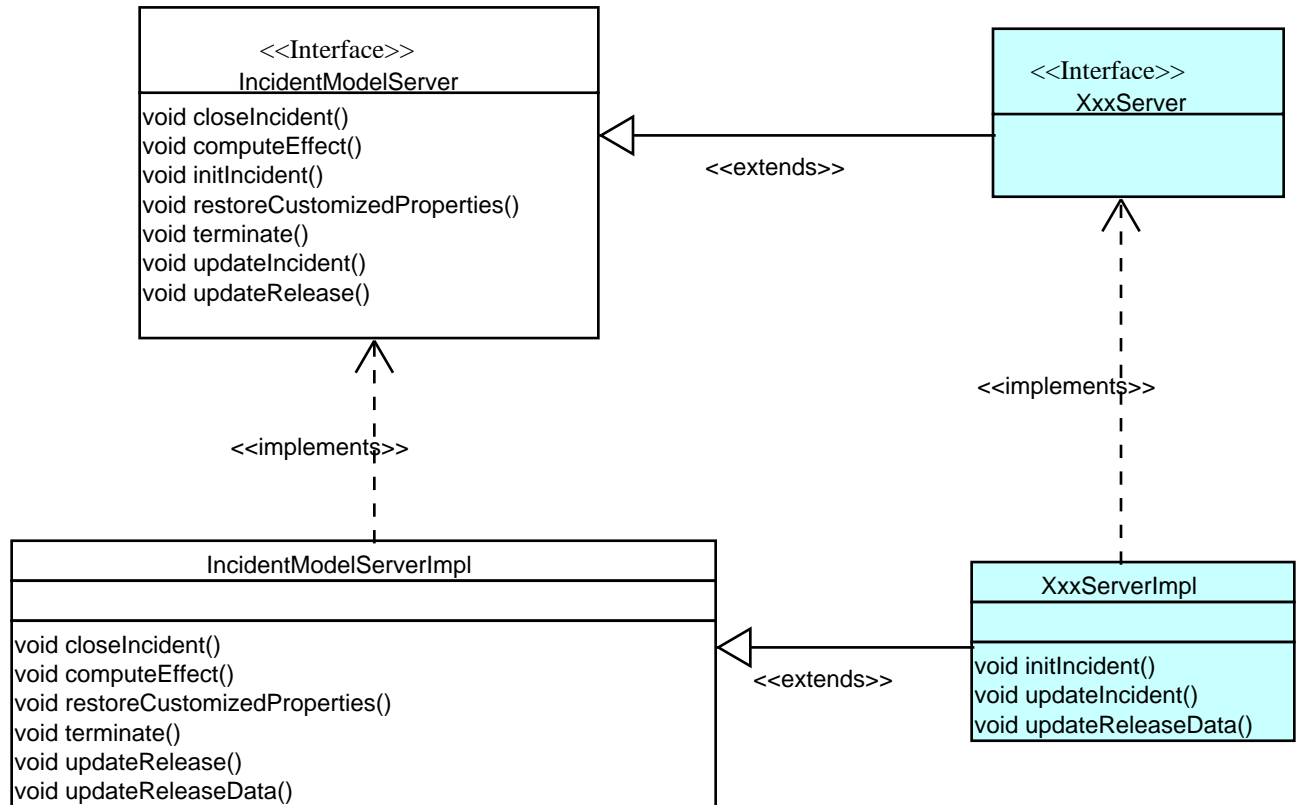 <<Interface>>
IncidentModelServer
void closeIncident()
void computeEffect()
void initIncident()
void restoreCustomizedProperties()
void terminate()
void updateIncident()
void updateRelease()
<<Interface>>
XxxServer
<<extends>>
<<implements>>
<<implements>>
IncidentModelServerImpl
void closeIncident()
void computeEffect()
void restoreCustomizedProperties()
void terminate()
void updateRelease()
void updateReleaseData()
<<extends>>
XxxServerImpl
void initIncident()
void updateIncident()
void updateReleaseData()